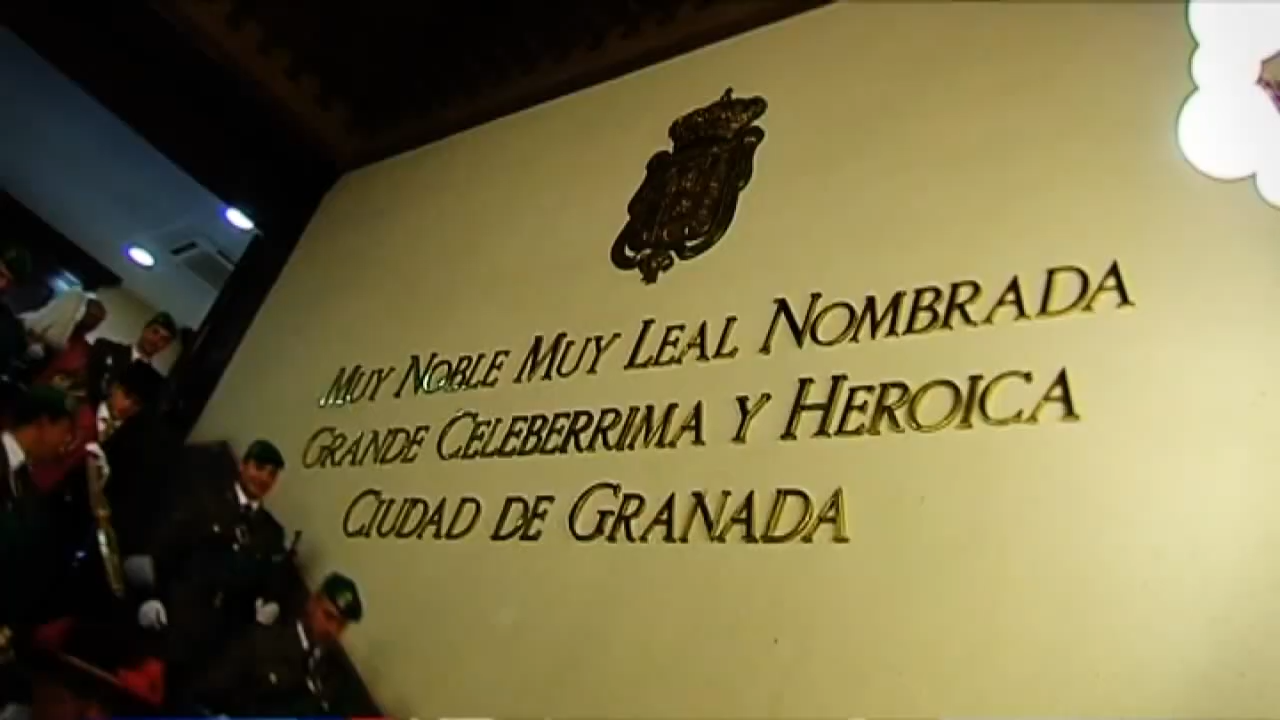 MUY NOBLE MUY LEAL NOMBRADA
GRANDE CELEBERRIMA Y HEROICA
CIUDAD DE GRANADA